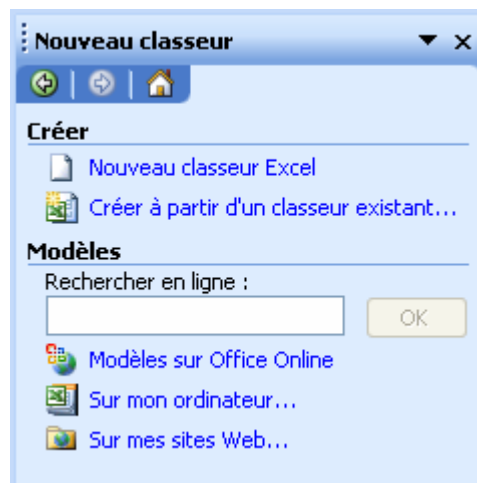 Nouveau classeur
Créer
Nouveau classeur Excel
Créer à partir d'un classeur existant...
Modèles
Rechercher en ligne :
OK
Modèles sur Office Online
Sur mon ordinateur...
Sur mes sites Web...